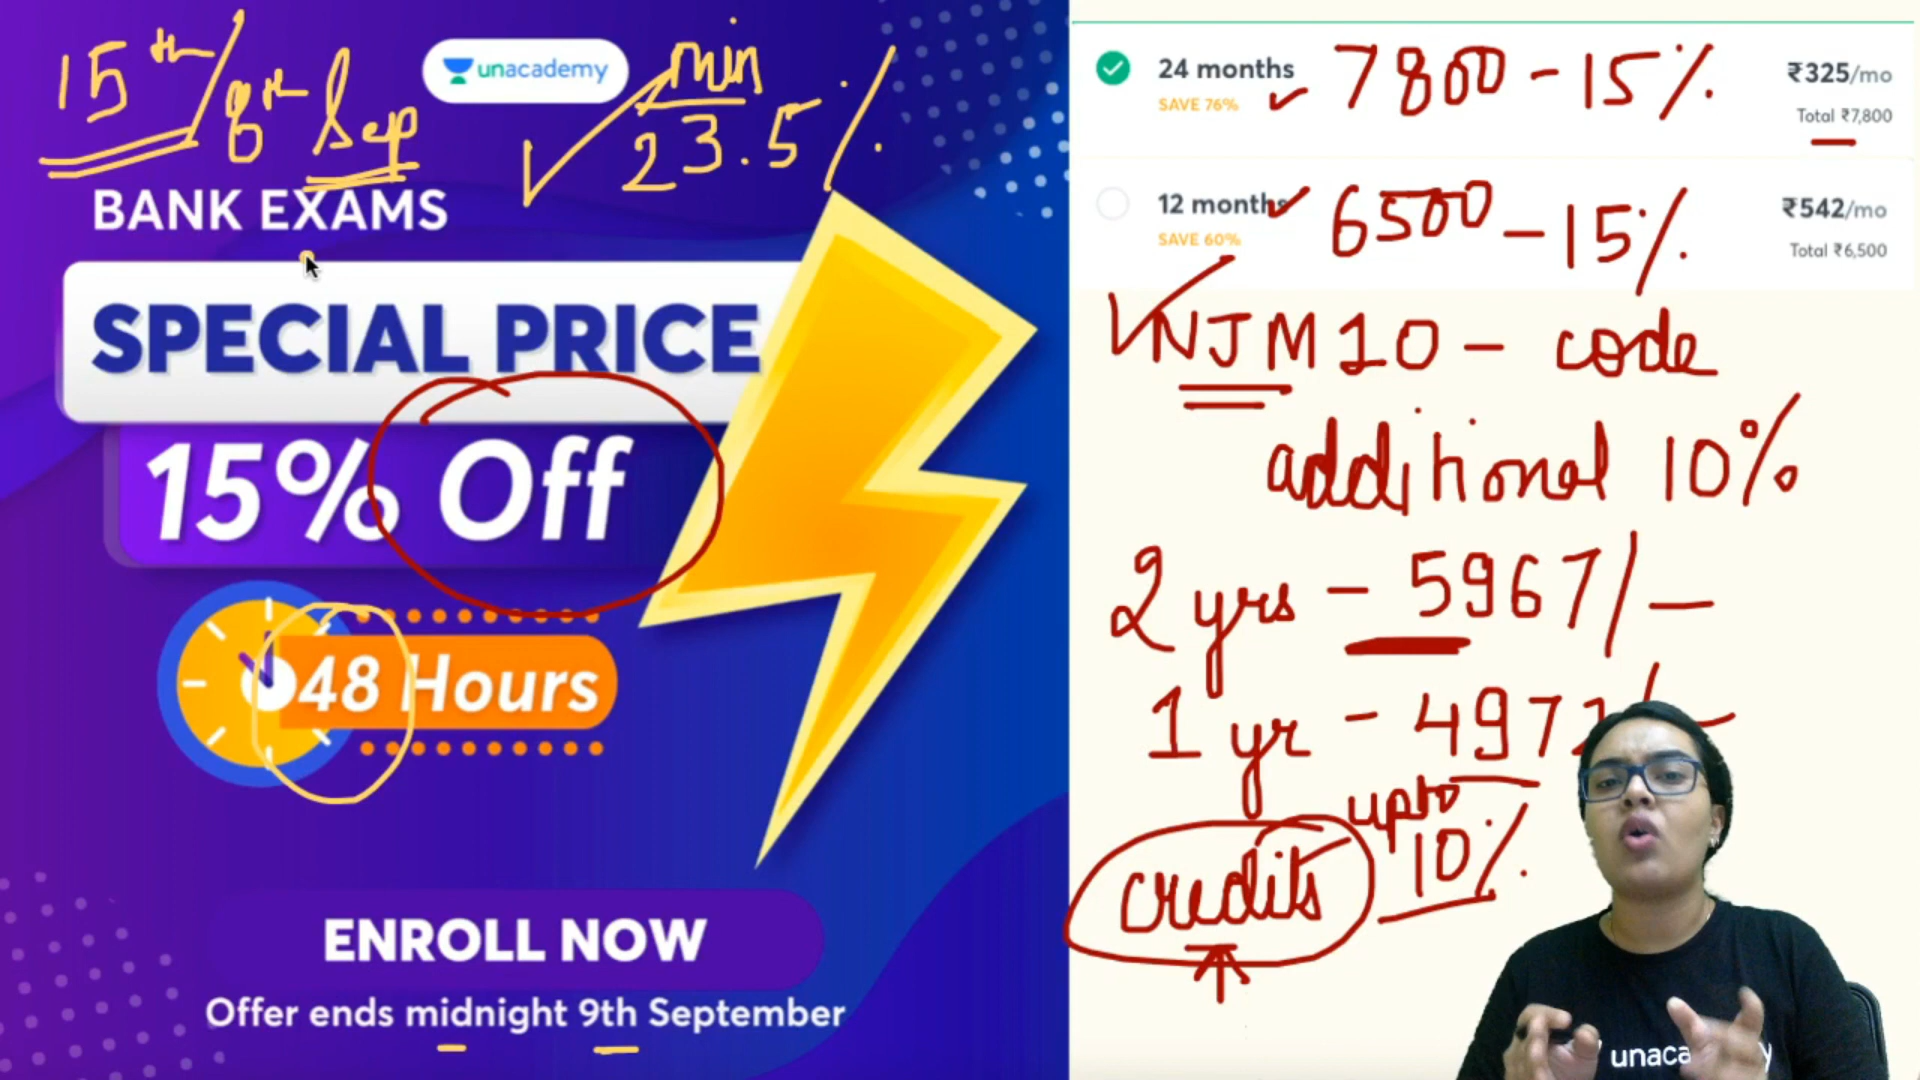 15th/8th Sep
unacademy
min
23.5%
BANK EXAMS
SPECIAL PRICE
15% Off
48 Hours
ENROLL NOW
Offer ends midnight 9th September
24 months 7800 - 15% ₹325/mo
SAVE 76% Total ₹7,800
12 months 6500 - 15% ₹542/mo
SAVE 60% Total ₹6,500
NJM10 - code
additional 10%
2 yrs - 5967/-
1 yr - 497
upto
credits 10%